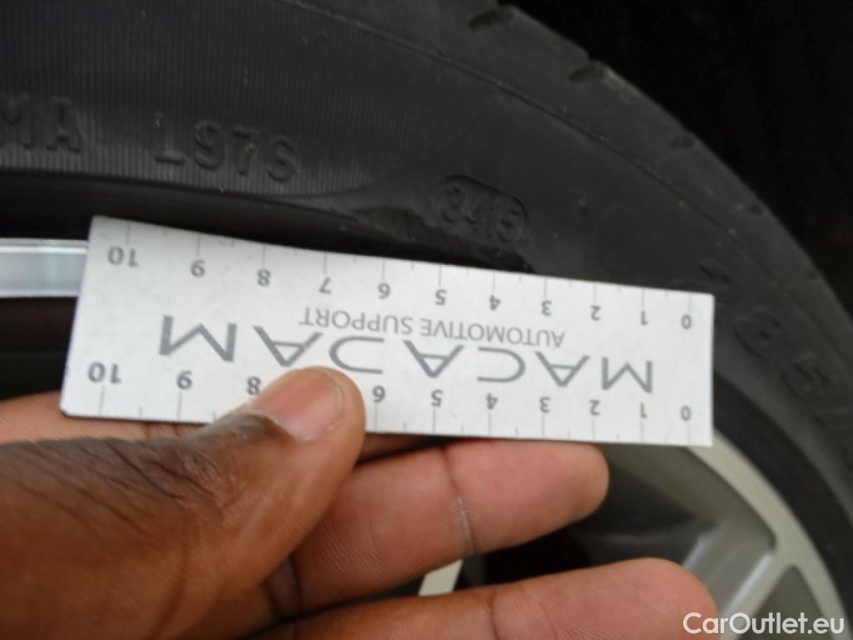 MA 1976
3415
10 9 8 7 6 5 4 3 2 1 0
AUTOMOTIVE SUPPORT
MACADAM
10 9 8 6 5 4 3 2 1 0
CarOutlet.eu